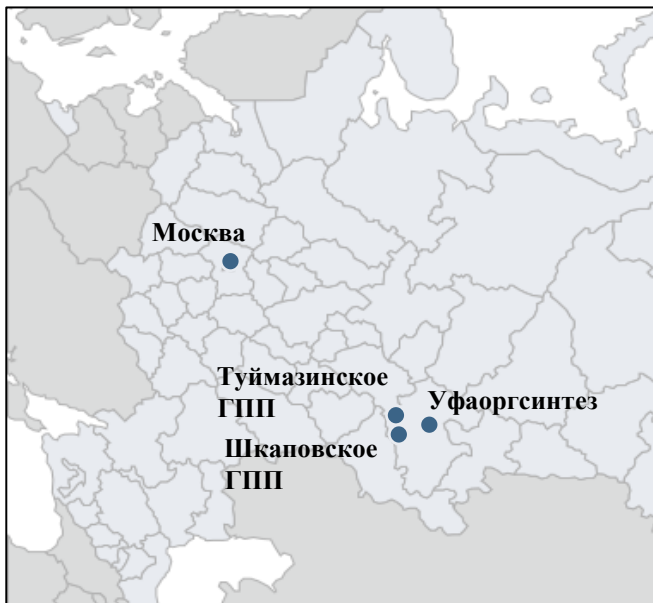 Москва
Туймазинское
ГПП
Уфаоргсинтез
Шкаповское
ГПП